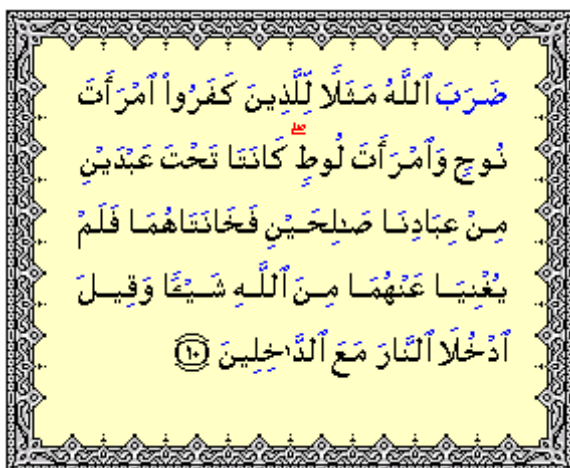 ضَرَبَ ٱللَّهُ مَثَلًا لِّلَّذِينَ كَفَرُوا۟ ٱمْرَأَتَ
نُوحٍ وَٱمْرَأَتَ لُوطٍ ۖ كَانَتَا تَحْتَ عَبْدَيْنِ
مِنْ عِبَادِنَا صَـٰلِحَيْنِ فَخَانَتَاهُمَا فَلَمْ
يُغْنِيَا عَنْهُمَا مِنَ ٱللَّهِ شَيْـًٔا وَقِيلَ
ٱدْخُلَا ٱلنَّارَ مَعَ ٱلدَّٰخِلِينَ ١٠